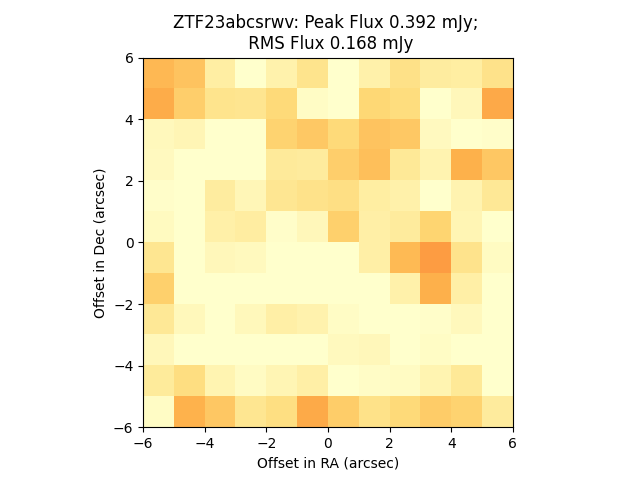 ZTF23abcsrwv: Peak Flux 0.392 mJy;
RMS Flux 0.168 mJy
6
4
2
0
−2
−4
−6
Offset in Dec (arcsec)
−6 −4 −2 0 2 4 6
Offset in RA (arcsec)